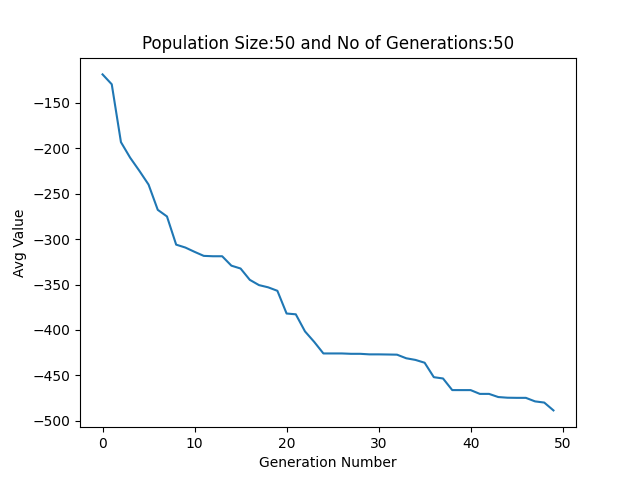 Population Size:50 and No of Generations:50
−150
−200
−250
−300
−350
−400
−450
−500
Avg Value
0 10 20 30 40 50
Generation Number